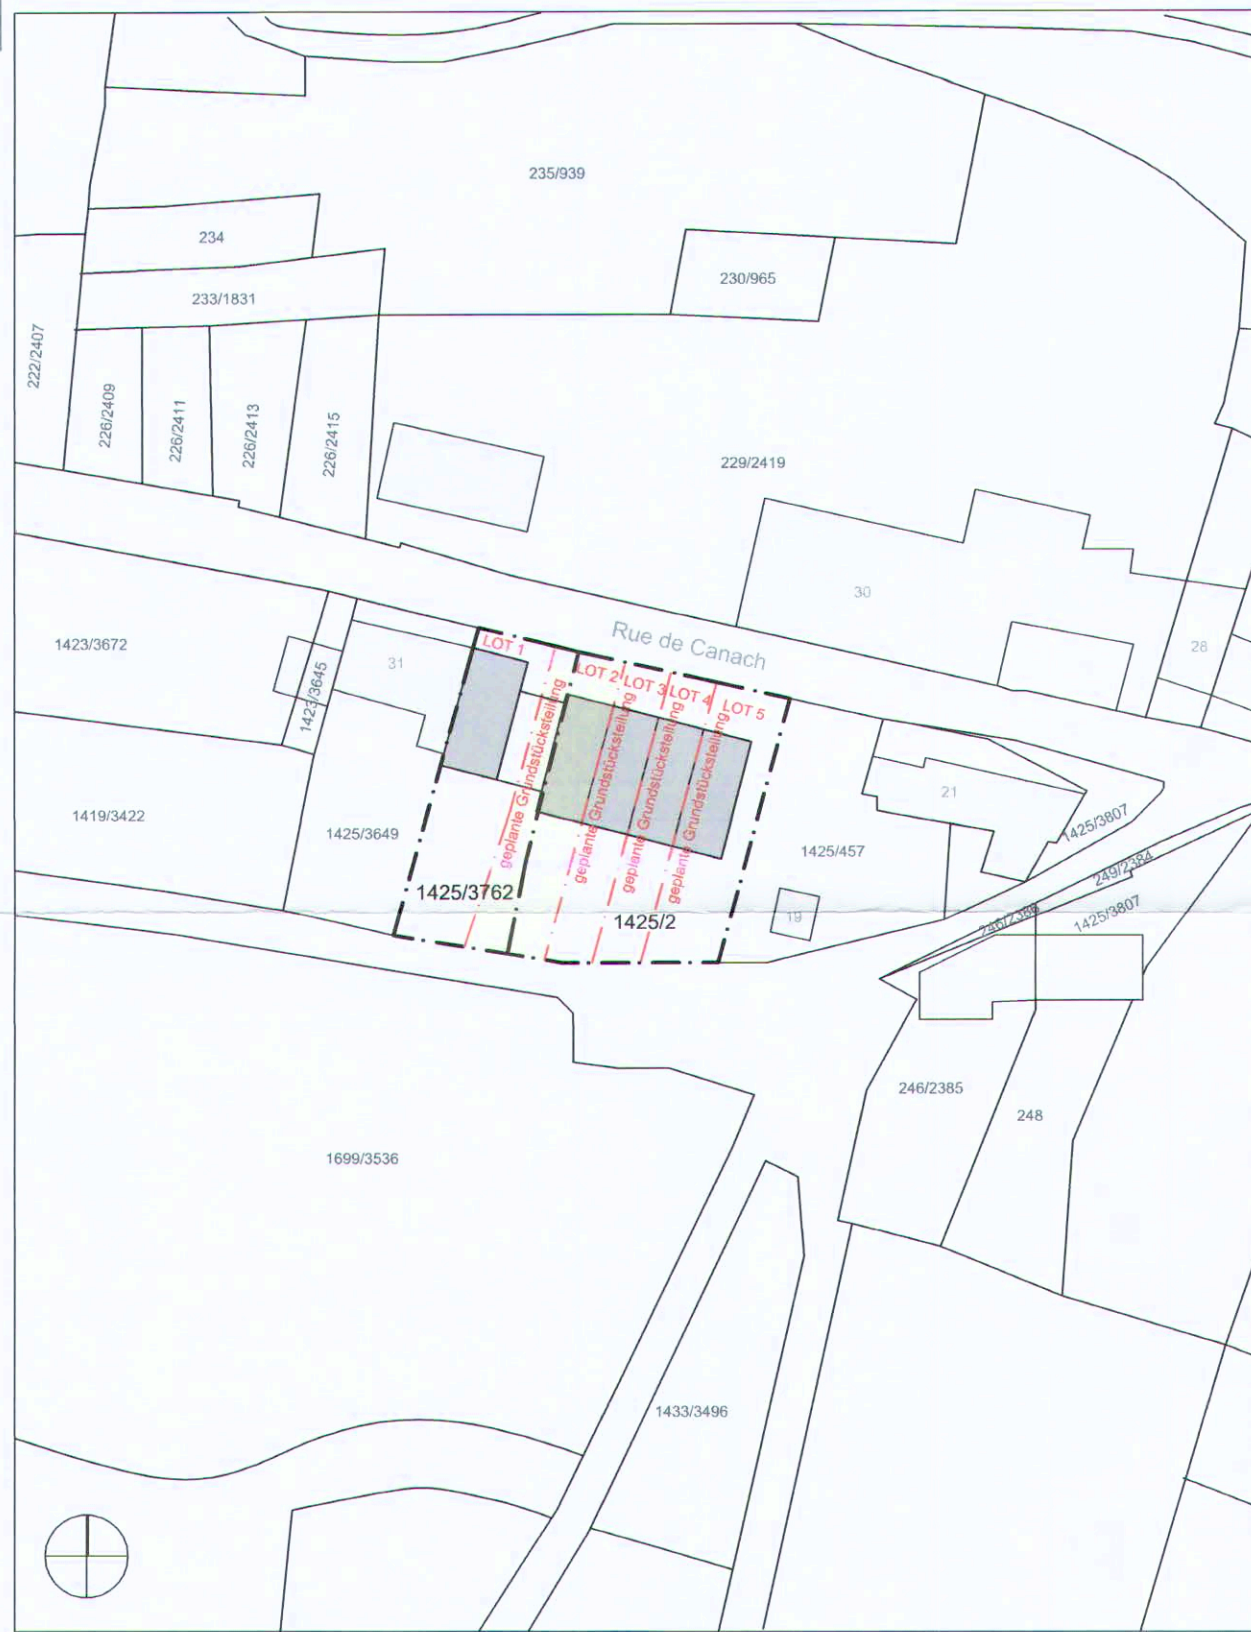 235/939
234
230/965
233/1831
222/2407
226/2409
226/2411
226/2413
226/2415
229/2419
30
Rue de Canach
28
1423/3672
1423/3645
31
LOT 1
LOT 2
LOT 3
LOT 4
LOT 5
geplante Grundstücksteilung
geplante Grundstücksteilung
geplante Grundstücksteilung
geplante Grundstücksteilung
21
1425/3807
1419/3422
1425/3649
1425/457
249/2384
1425/3762
1425/2
19
1425/3807
246/2385
248
1699/3536
1433/3496